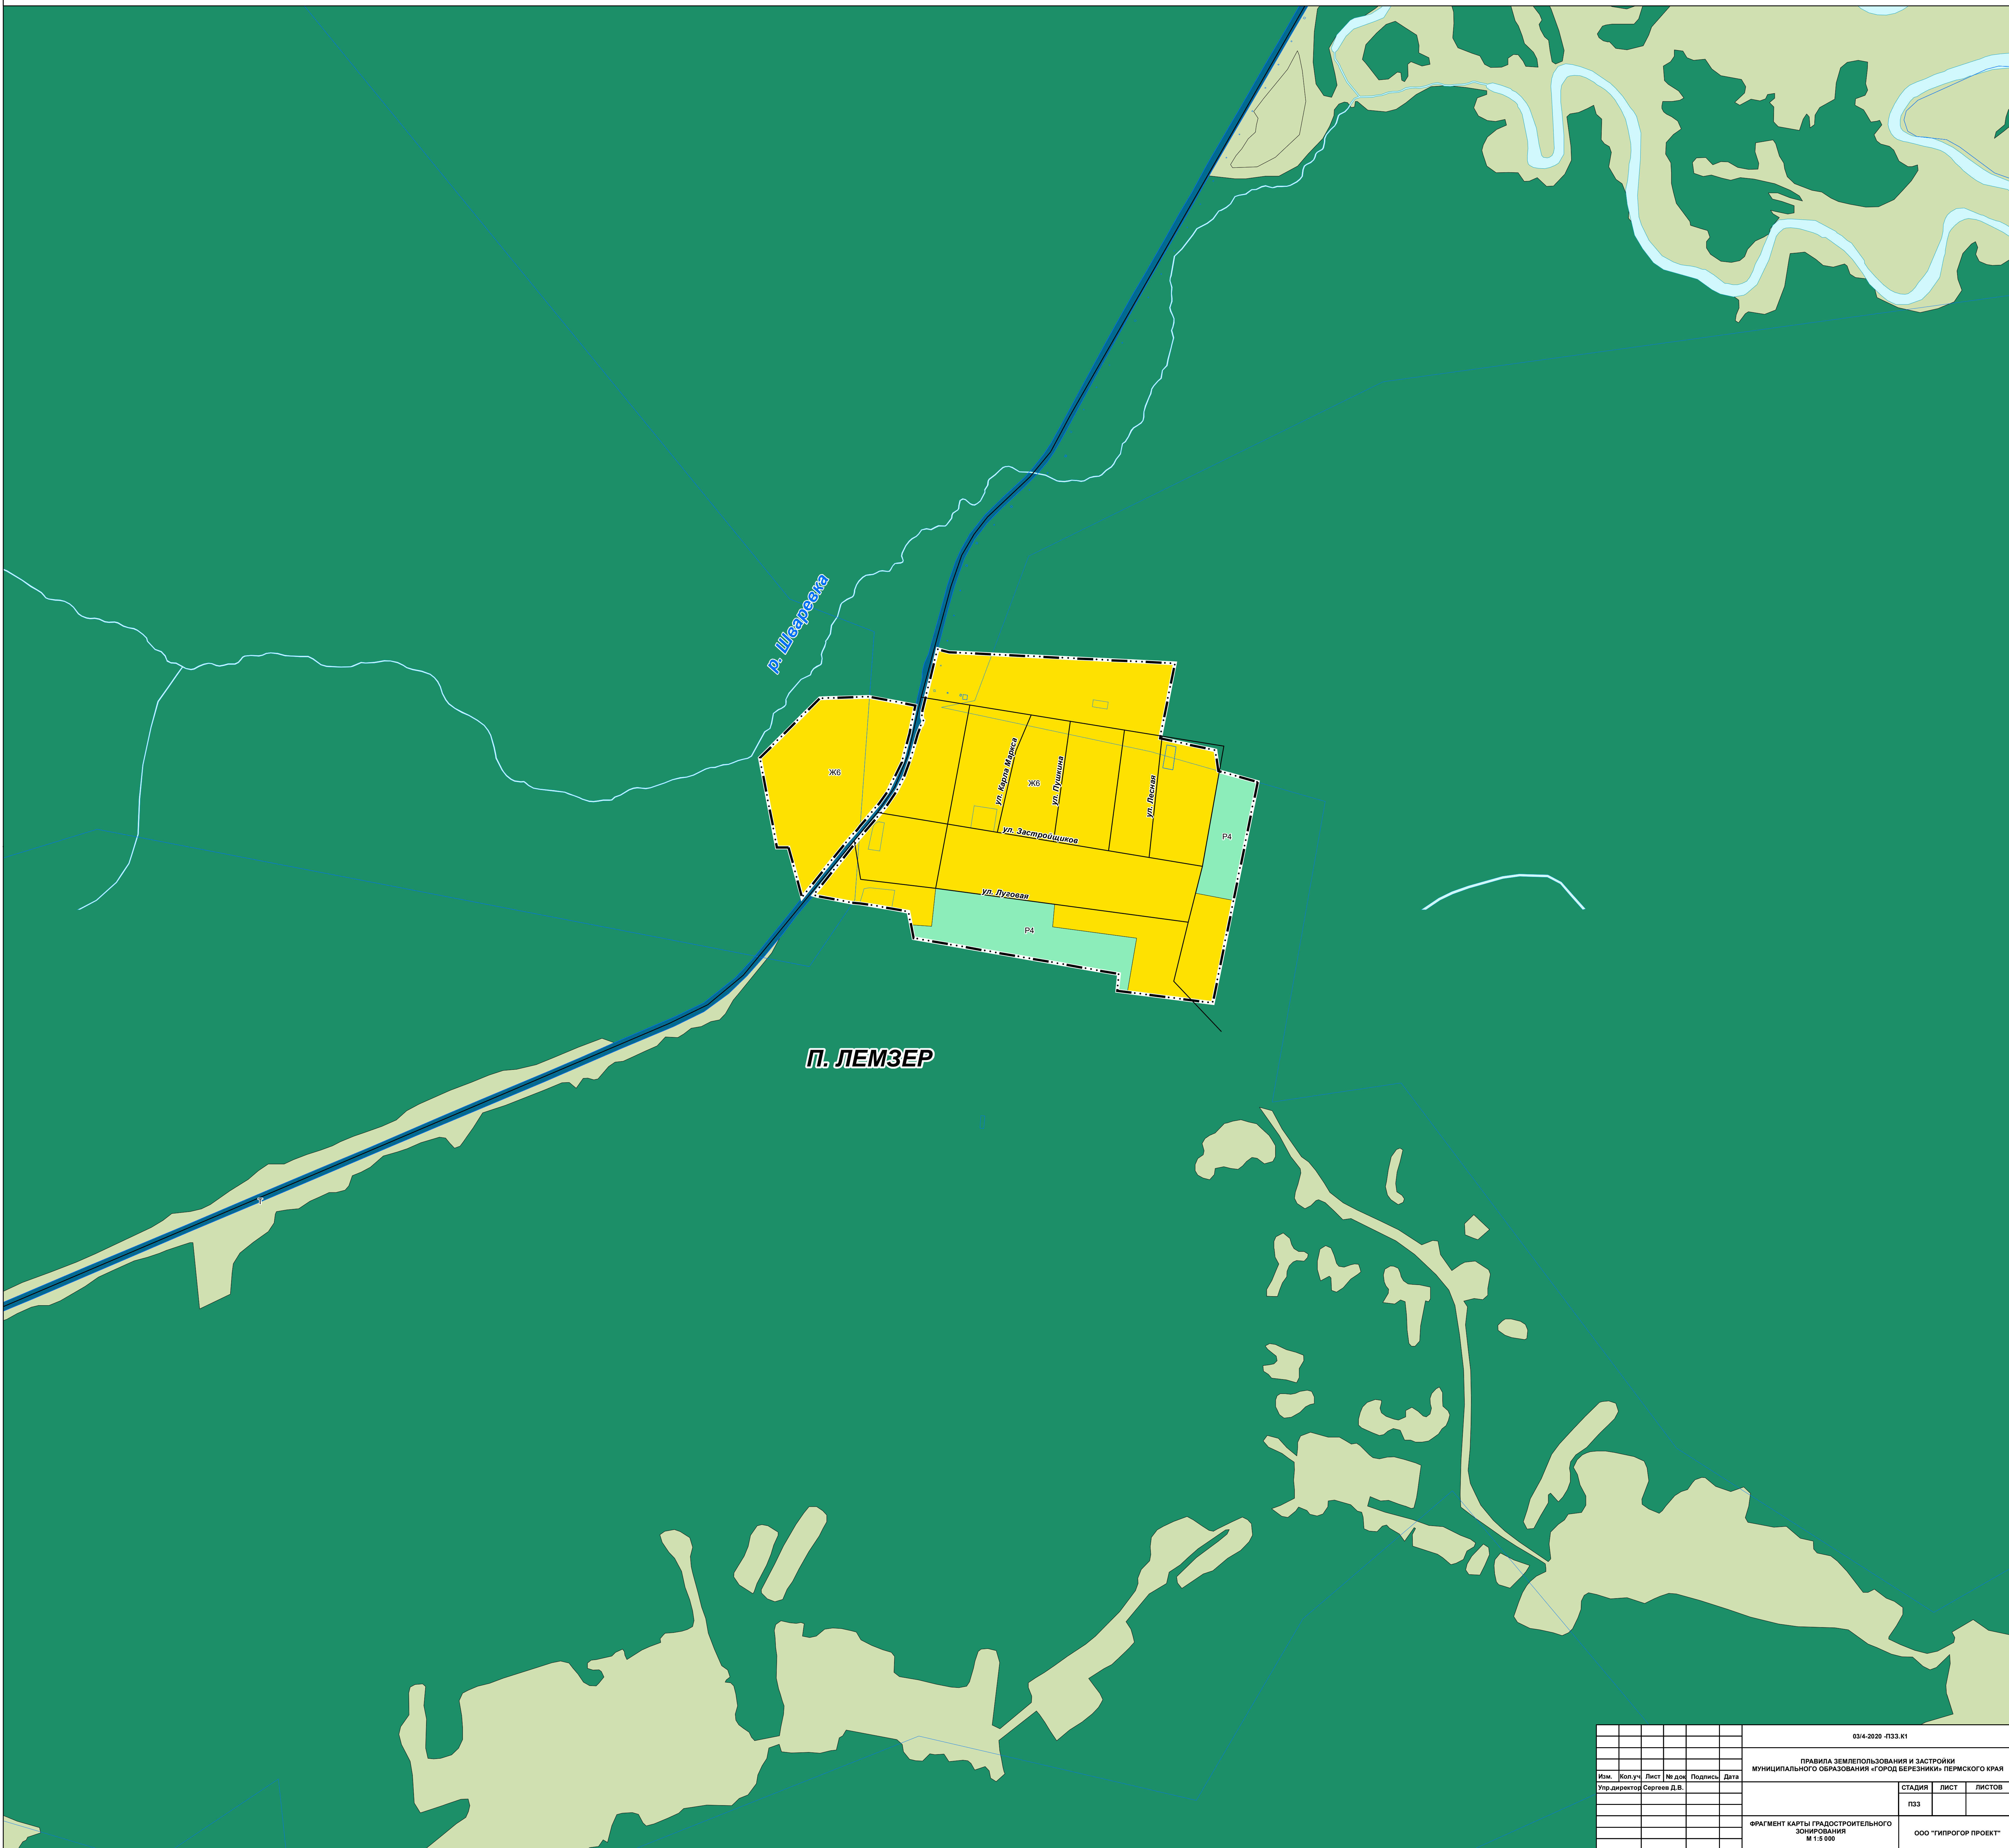 р. Шваревка
Ж6
ул. Карла Маркса
Ж6
ул. Пушкина
ул. Лесная
ул. Застройщиков
Р4
ул. Луговая
Р4
П. ЛЕМЗЕР
Т
03/4-2020 -ПЗЗ.К1
ПРАВИЛА ЗЕМЛЕПОЛЬЗОВАНИЯ И ЗАСТРОЙКИ
МУНИЦИПАЛЬНОГО ОБРАЗОВАНИЯ «ГОРОД БЕРЕЗНИКИ» ПЕРМСКОГО КРАЯ
Изм. Кол.уч Лист № док Подпись Дата
Упр.директор Сергеев Д.В.
СТАДИЯ ЛИСТ ЛИСТОВ
ПЗЗ
ФРАГМЕНТ КАРТЫ ГРАДОСТРОИТЕЛЬНОГО
ЗОНИРОВАНИЯ
М 1:5 000
ООО "ГИПРОГОР ПРОЕКТ"